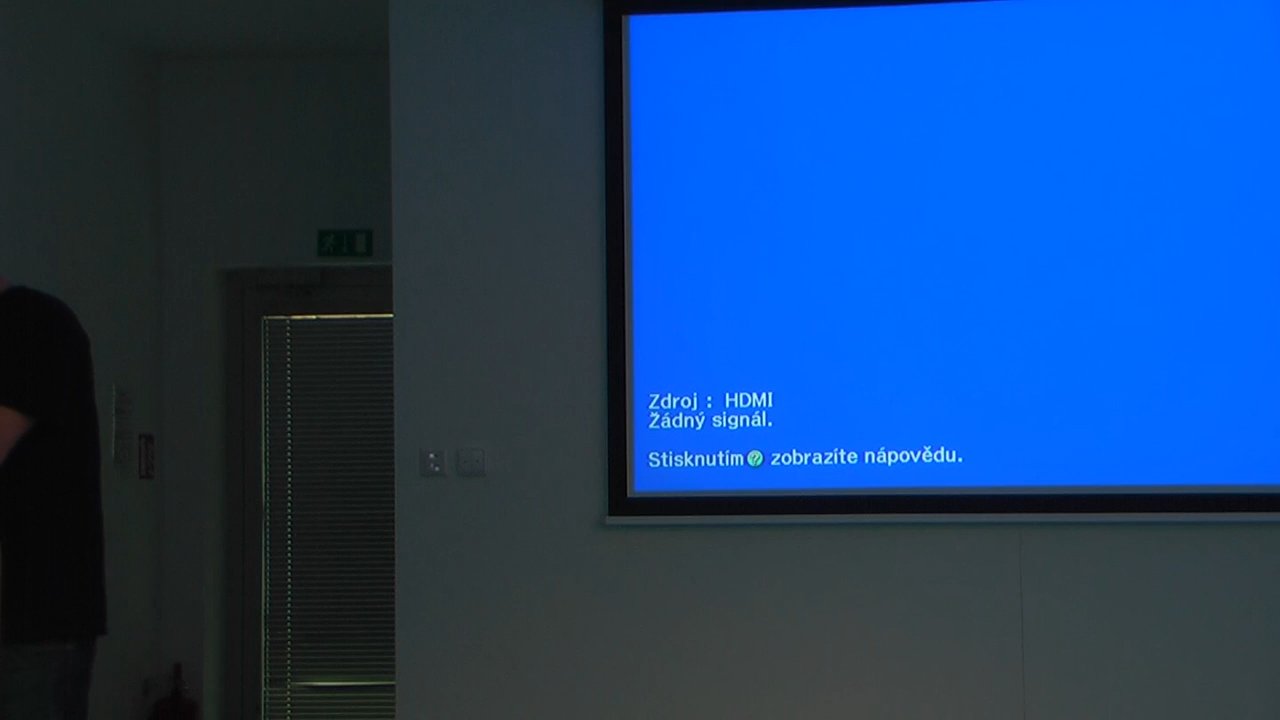 Zdroj : HDMI
Žádný signál.
Stisknutím ? zobrazíte nápovědu.